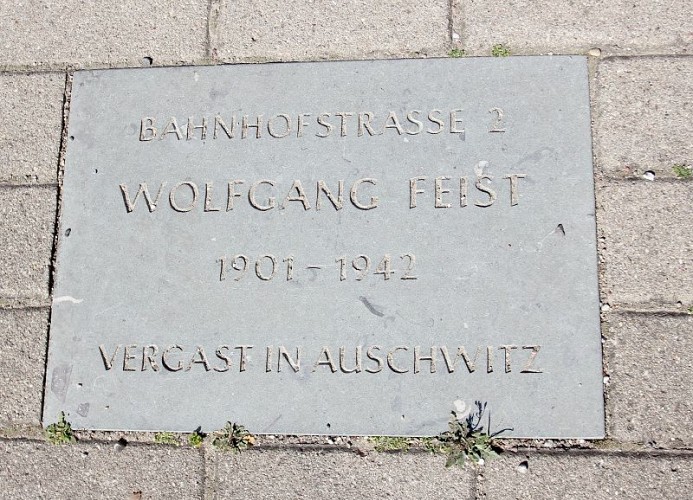 BAHNHOFSTRASSE 2
WOLFGANG FEIST
1901 – 1942
VERGAST IN AUSCHWITZ